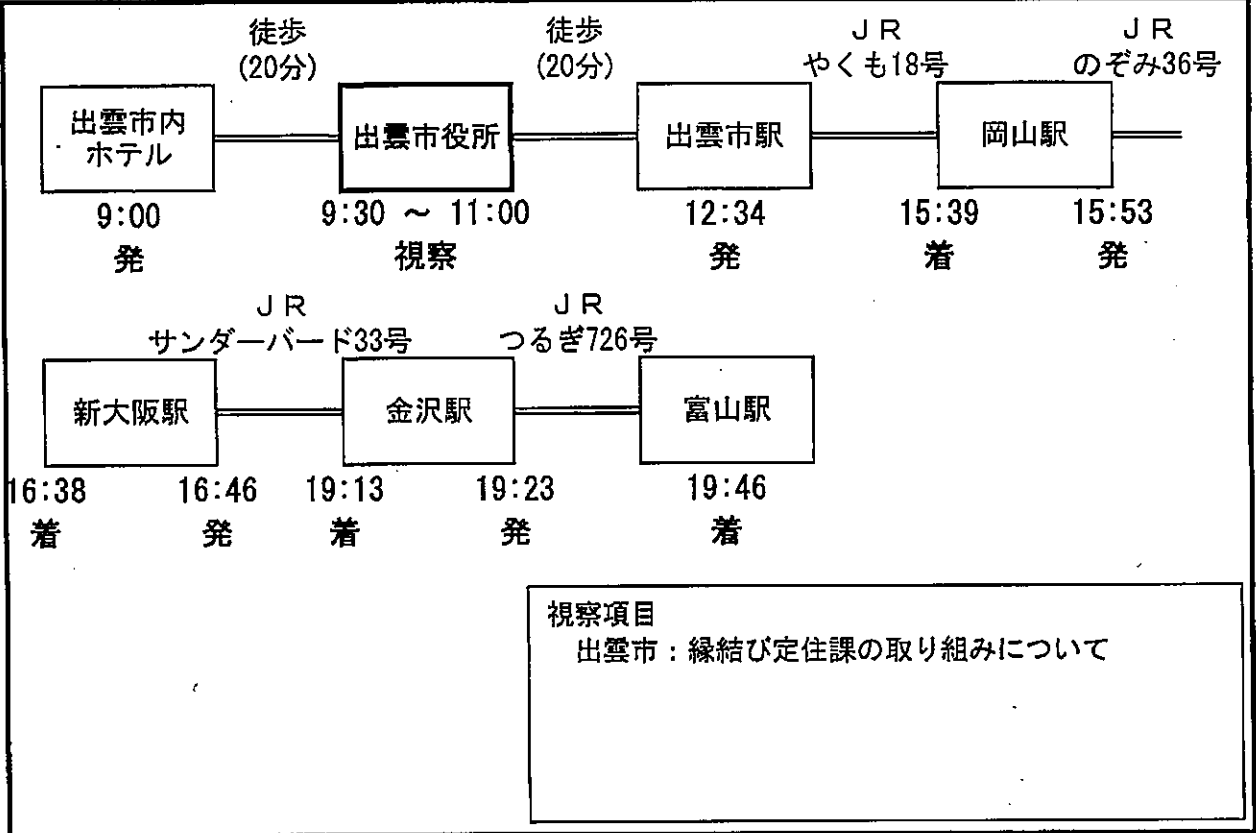 徒歩
(20分)
徒歩
(20分)
ＪＲ
やくも18号
ＪＲ
のぞみ36号
出雲市内
ホテル
出雲市役所
出雲市駅
岡山駅
9:00
発
9:30 ～ 11:00
視察
12:34
発
15:39
着
15:53
発
ＪＲ
サンダーバード33号
ＪＲ
つるぎ726号
新大阪駅
金沢駅
富山駅
16:38
着
16:46
発
19:13
着
19:23
発
19:46
着
視察項目
出雲市：縁結び定住課の取り組みについて